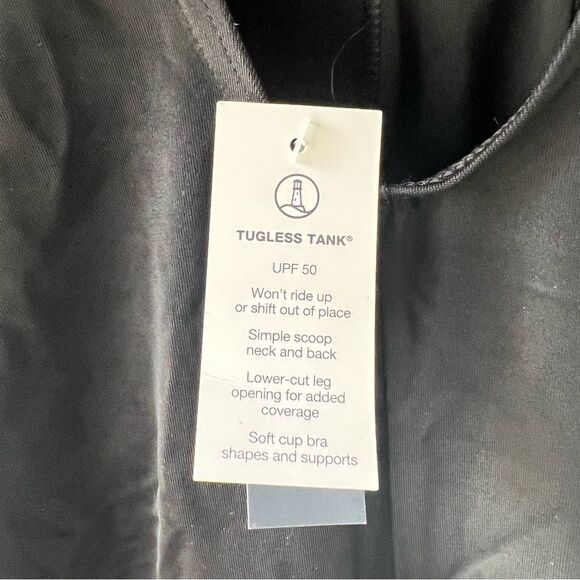 TUGLESS TANK®
UPF 50
Won't ride up
or shift out of place
Simple scoop
neck and back
Lower-cut leg
opening for added
coverage
Soft cup bra
shapes and supports